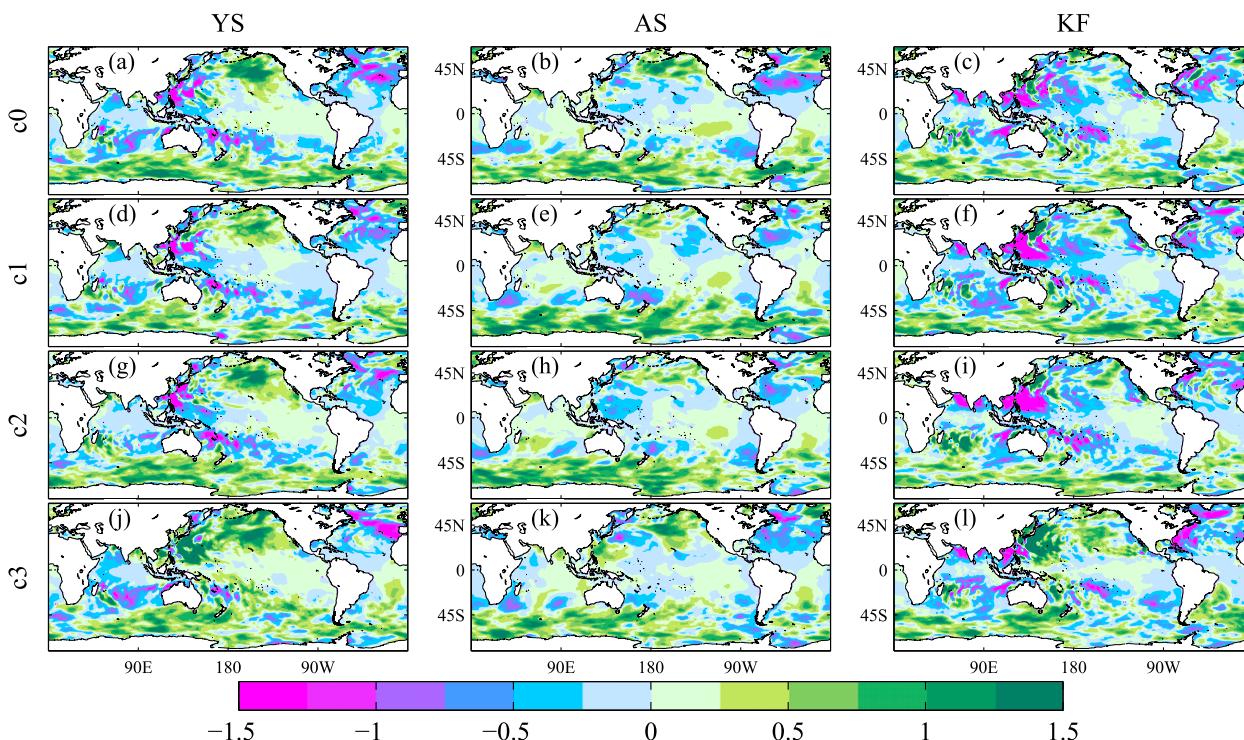 YS AS KF
c0 (a) (b) (c)
45N 45N
0 0
45S 45S
c1 (d) (e) (f)
45N 45N
0 0
45S 45S
c2 (g) (h) (i)
45N 45N
0 0
45S 45S
c3 (j) (k) (l)
45N 45N
0 0
45S 45S
90E 180 90W 90E 180 90W 90E 180 90W
−1.5 −1 −0.5 0 0.5 1 1.5